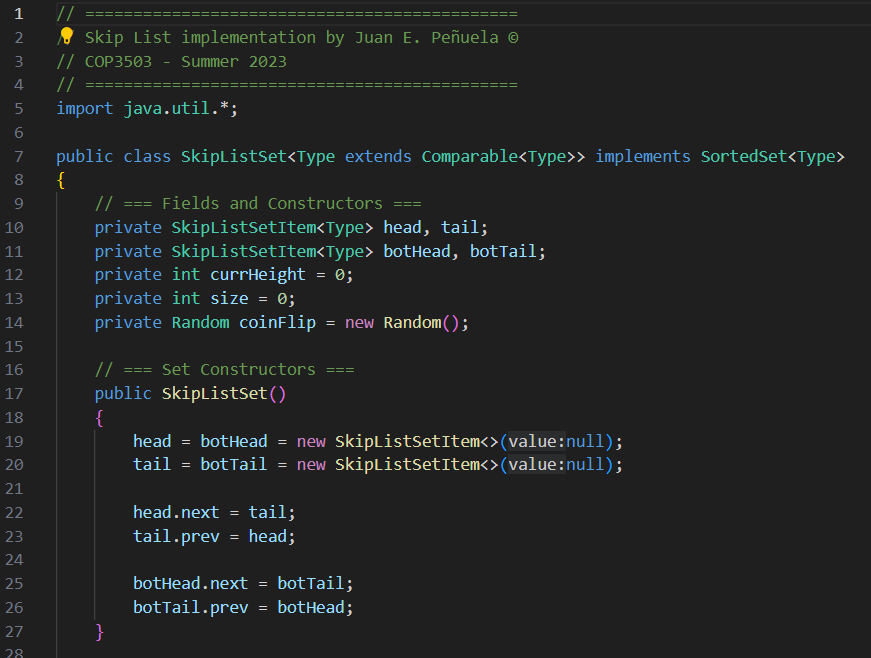 1 // =============================================
2 // Skip List implementation by Juan E. Peñuela ©
3 // COP3503 - Summer 2023
4 // =============================================
5 import java.util.*;
6
7 public class SkipListSet<Type extends Comparable<Type>> implements SortedSet<Type>
8 {
9     // === Fields and Constructors ===
10     private SkipListSetItem<Type> head, tail;
11     private SkipListSetItem<Type> botHead, botTail;
12     private int currHeight = 0;
13     private int size = 0;
14     private Random coinFlip = new Random();
15
16     // === Set Constructors ===
17     public SkipListSet()
18     {
19         head = botHead = new SkipListSetItem<>(value:null);
20         tail = botTail = new SkipListSetItem<>(value:null);
21
22         head.next = tail;
23         tail.prev = head;
24
25         botHead.next = botTail;
26         botTail.prev = botHead;
27     }
28